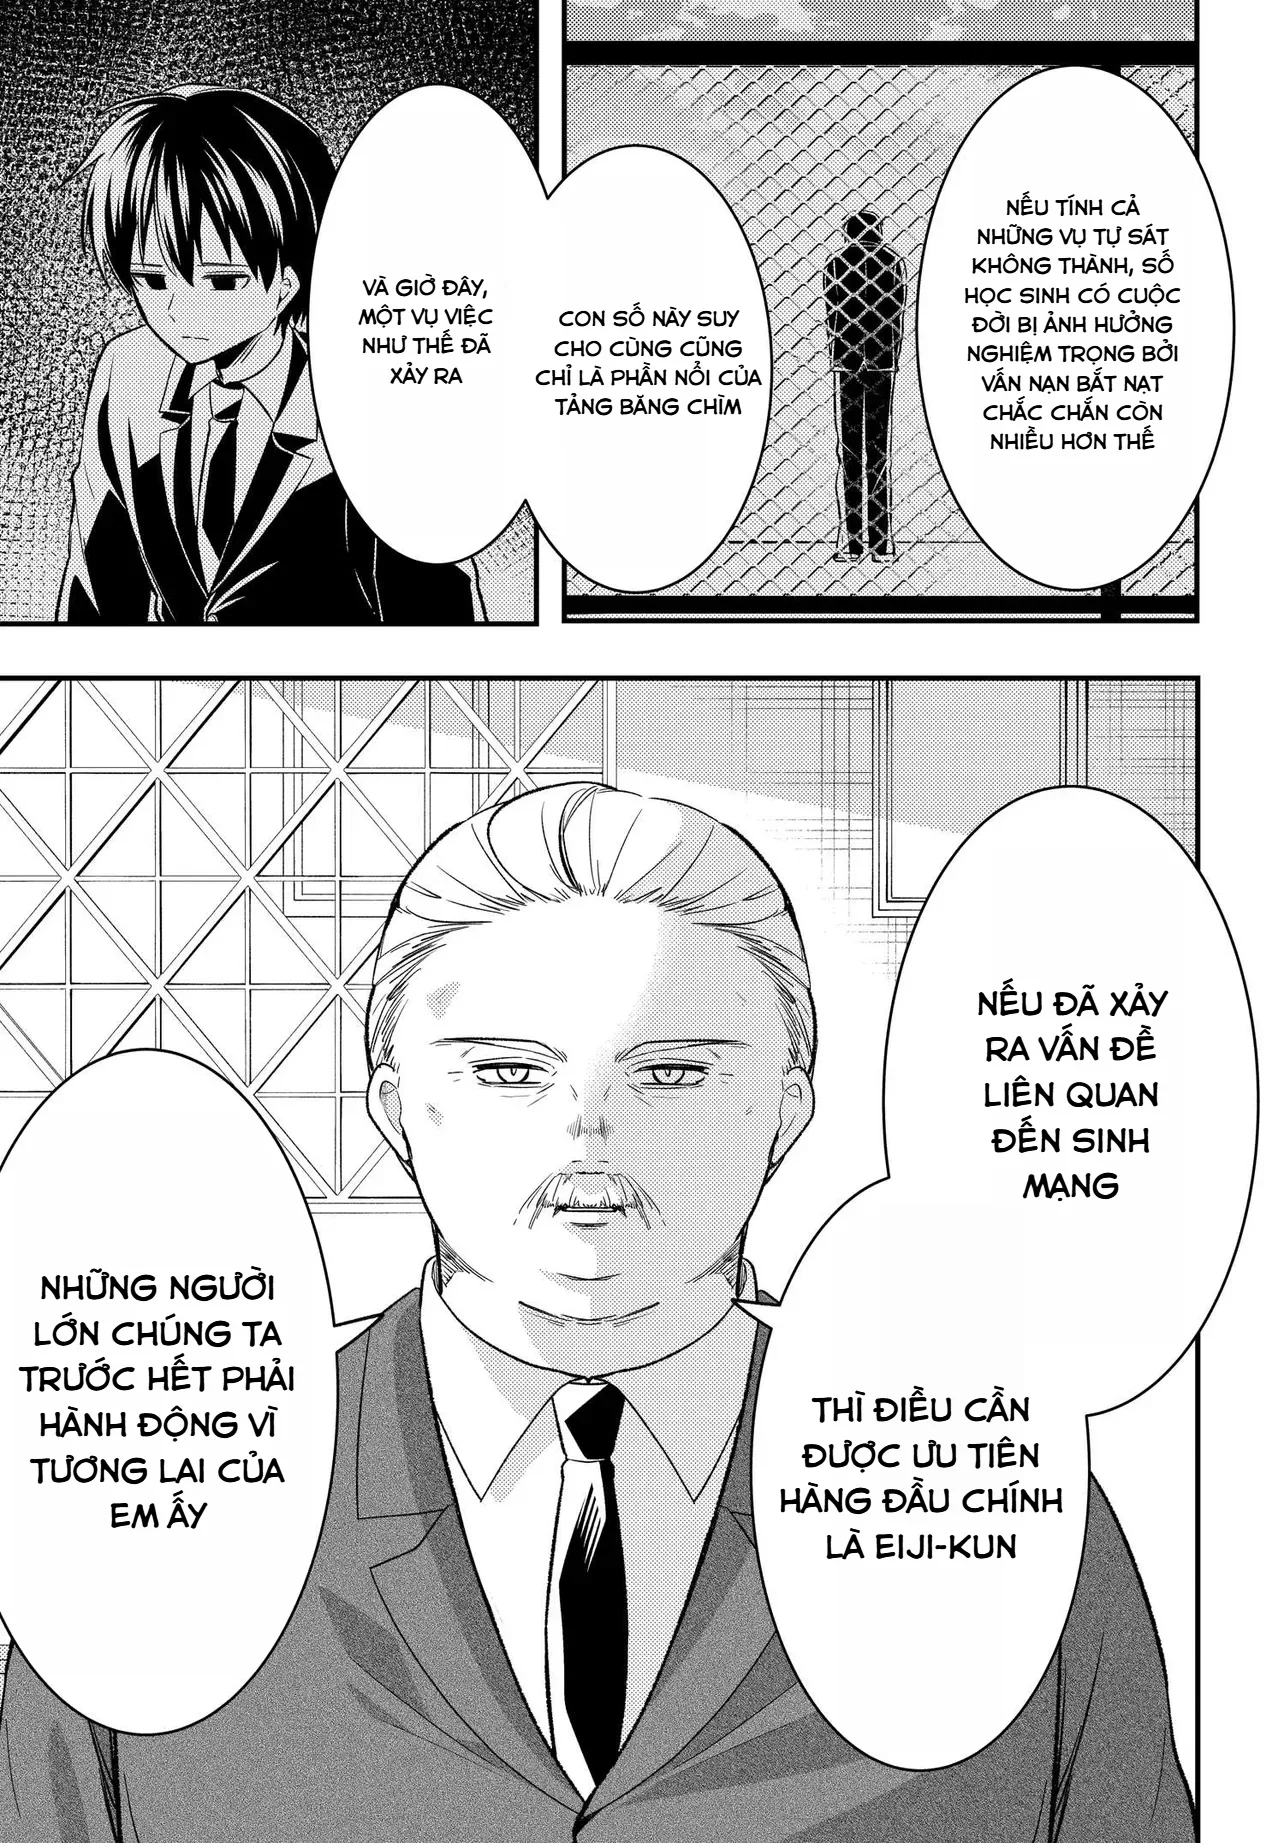 NẾU TÍNH CẢ
NHỮNG VỤ TỰ SÁT
KHÔNG THÀNH, SỐ
HỌC SINH CÓ CUỘC
ĐỜI BỊ ẢNH HƯỞNG
NGHIỆM TRỌNG BỞI
VẤN NẠN BẮT NẠT
CHẮC CHẮN CÒN
NHIỀU HƠN THẾ
CON SỐ NÀY SUY
CHO CÙNG CŨNG
CHỈ LÀ PHẦN NỔI CỦA
TẢNG BĂNG CHÌM
VÀ GIỜ ĐÂY,
MỘT VỤ VIỆC
NHƯ THẾ ĐÃ
XẢY RA
NẾU ĐÃ XẢY
RA VẤN ĐỀ
LIÊN QUAN
ĐẾN SINH
MẠNG
THÌ ĐIỀU CẦN
ĐƯỢC ƯU TIÊN
HÀNG ĐẦU CHÍNH
LÀ EIJI-KUN
NHỮNG NGƯỜI
LỚN CHÚNG TA
TRƯỚC HẾT PHẢI
HÀNH ĐỘNG VÌ
TƯƠNG LAI CỦA
EM ẤY